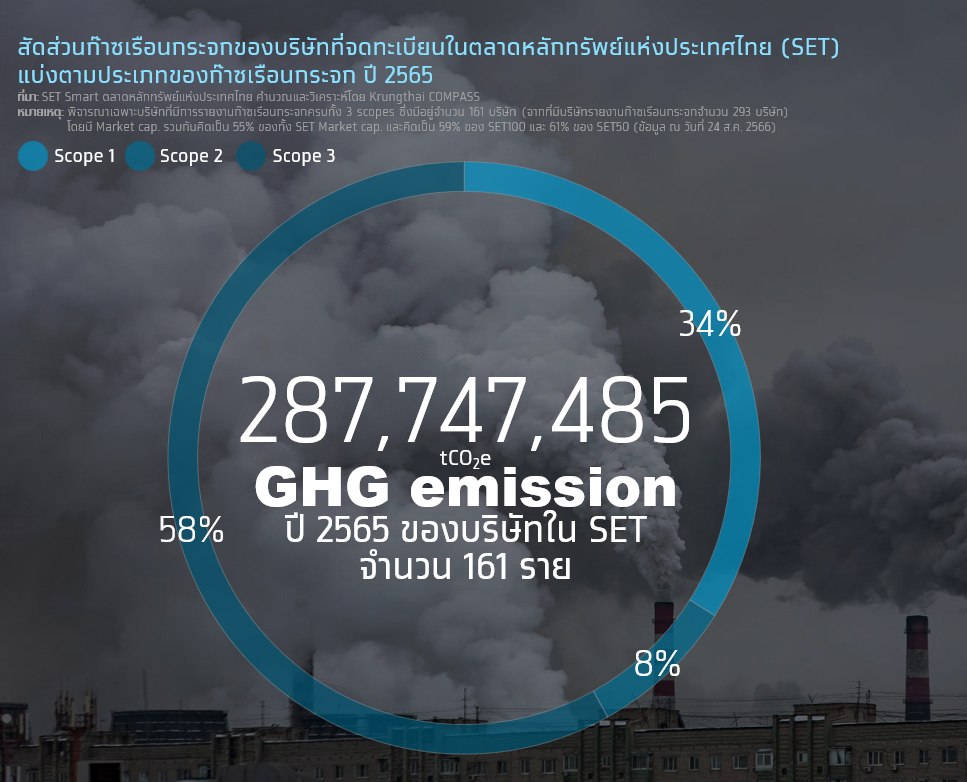 สัดส่วนก๊าซเรือนกระจกของบริษัทที่จดทะเบียนในตลาดหลักทรัพย์แห่งประเทศไทย (SET)
แบ่งตามประเภทของก๊าซเรือนกระจก ปี 2565
ที่มา: SET Smart ตลาดหลักทรัพย์แห่งประเทศไทย คำนวณและวิเคราะห์โดย Krungthai COMPASS
หมายเหตุ: พิจารณาเฉพาะบริษัทที่มีการรายงานก๊าซเรือนกระจกครบทั้ง 3 scopes ซึ่งมีอยู่จำนวน 161 บริษัท (จากที่มีบริษัทรายงานก๊าซเรือนกระจกจำนวน 293 บริษัท)
โดยมี Market cap. รวมกันคิดเป็น 55% ของทั้ง SET Market cap. และคิดเป็น 59% ของ SET100 และ 61% ของ SET50 (ข้อมูล ณ วันที่ 24 ส.ค. 2566)
Scope 1 Scope 2 Scope 3
34%
287,747,485
tCO₂e
GHG emission
58%
ปี 2565 ของบริษัทใน SET
จำนวน 161 ราย
8%